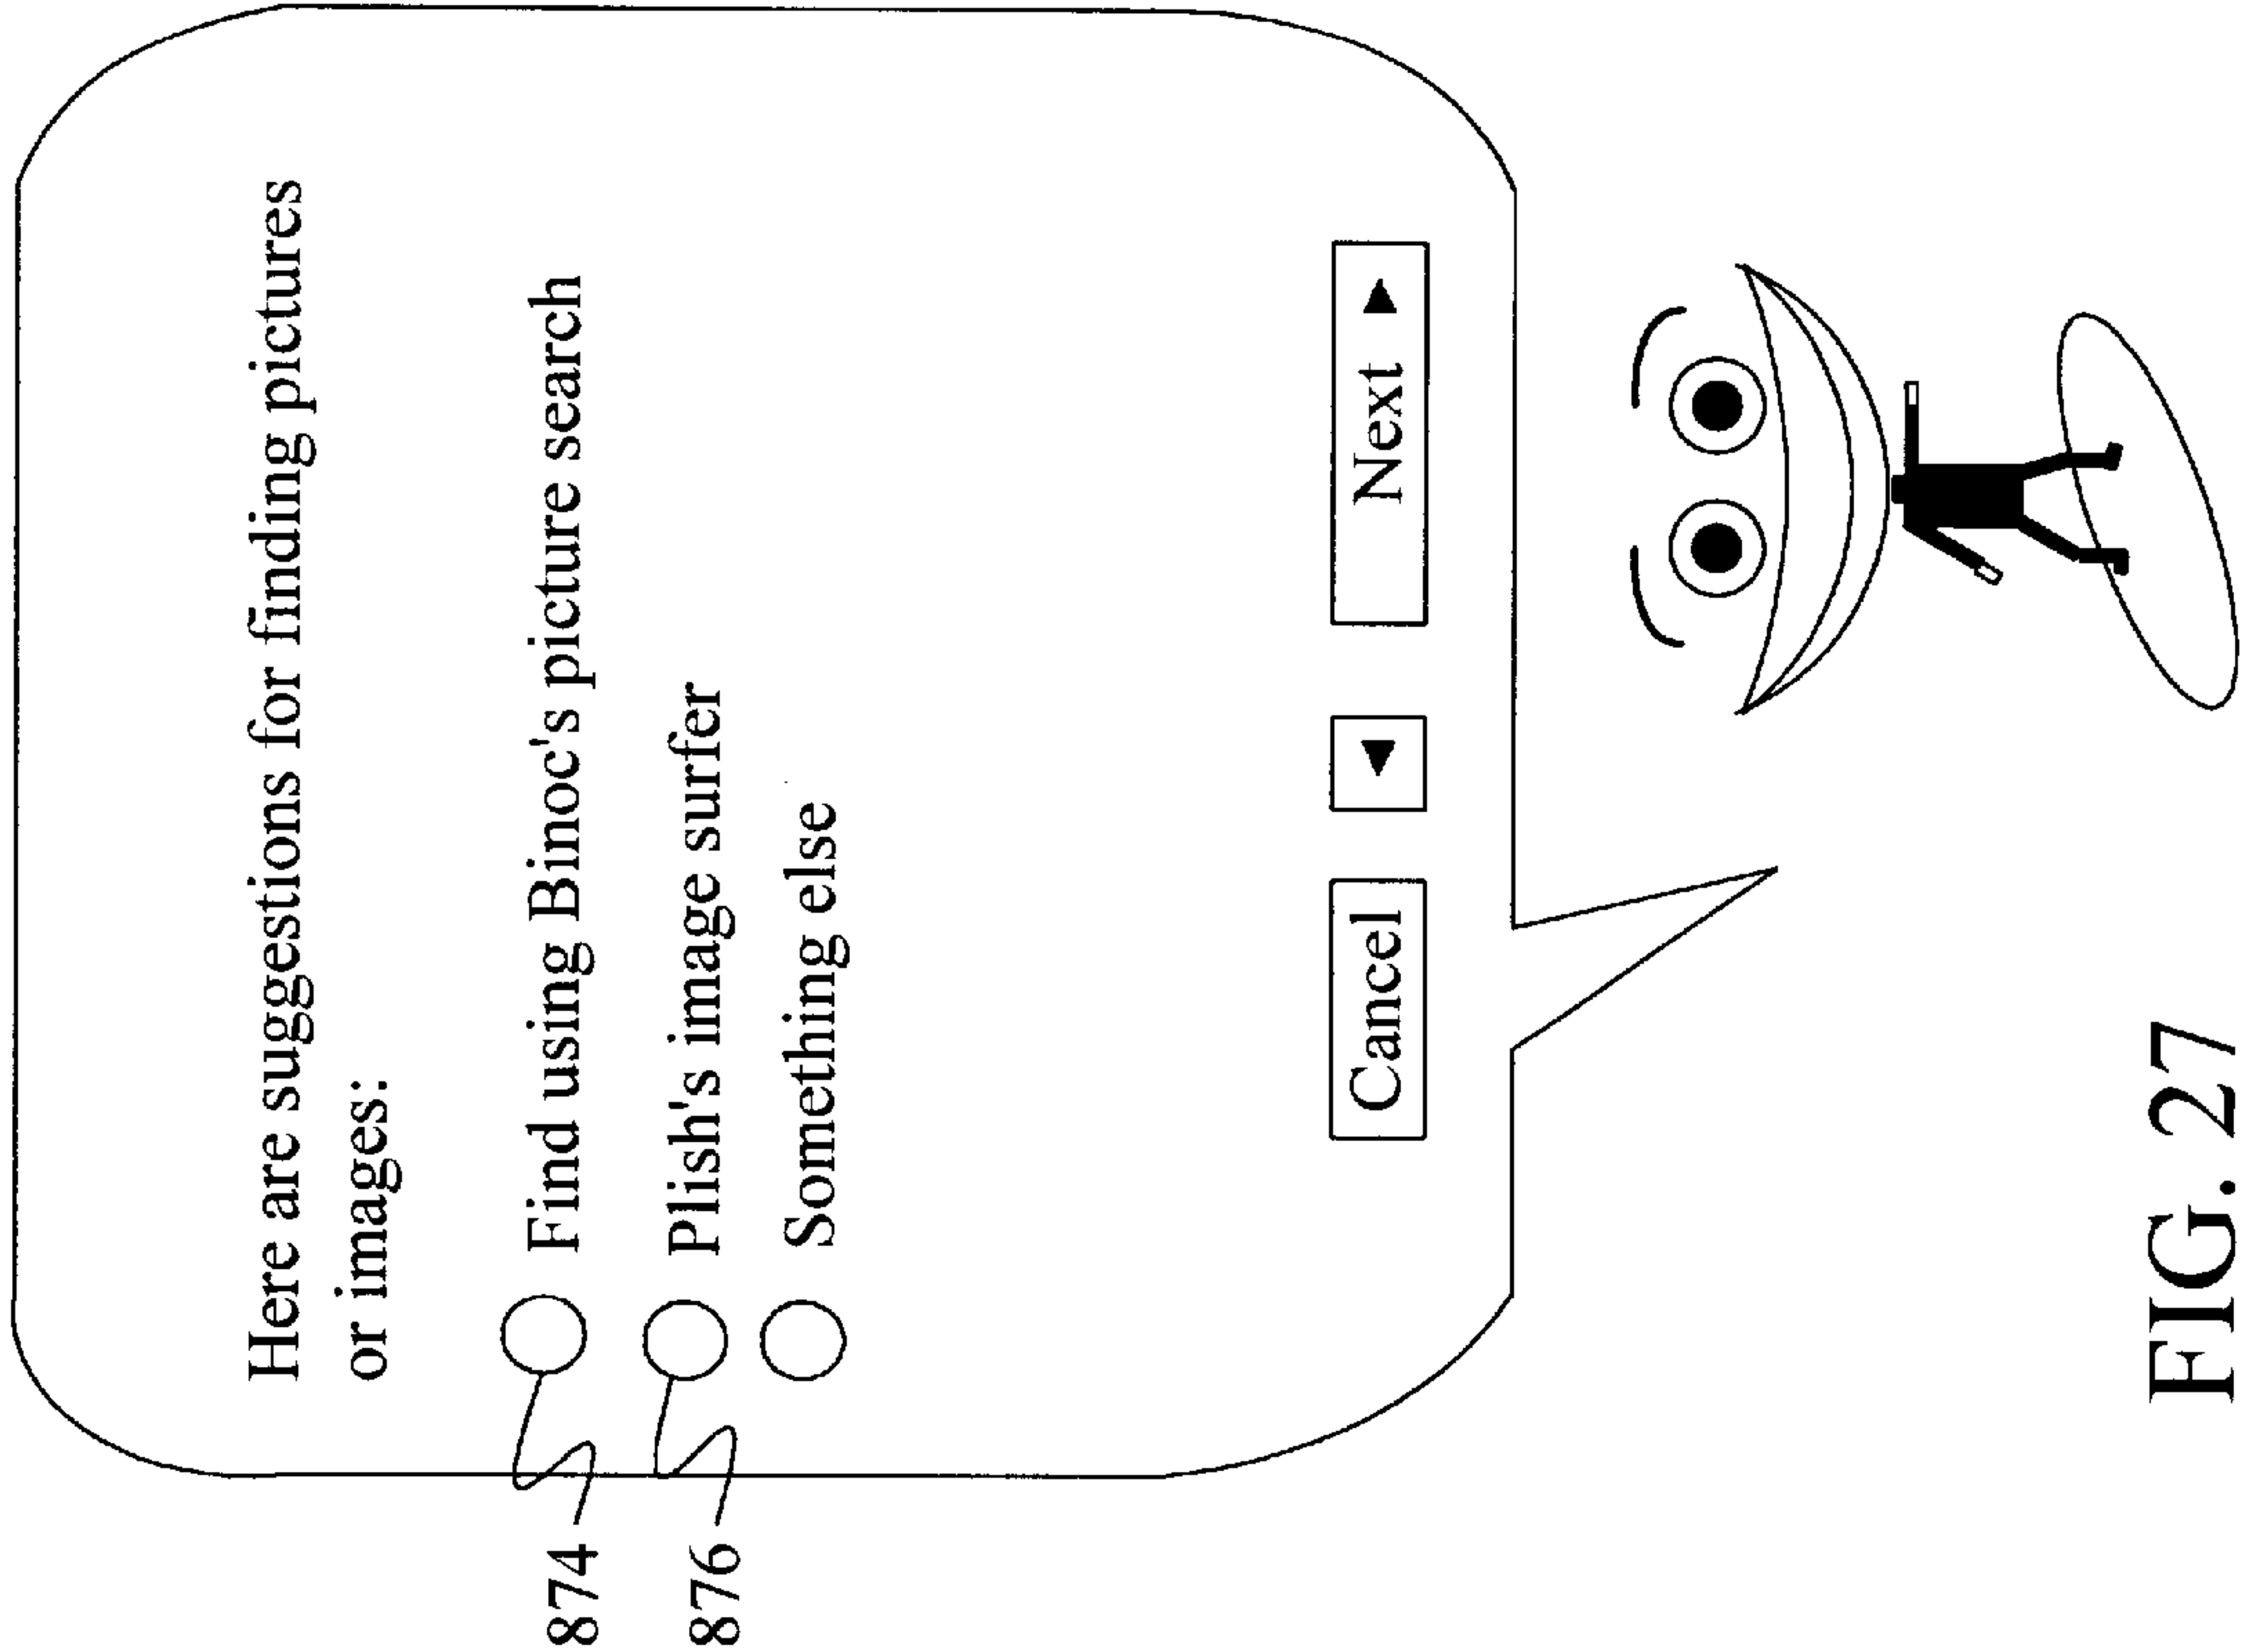 Here are suggestions for finding pictures
or images:
874
Find using Binoc's picture search
876
Plish's image surfer
Something else
Cancel ◀ Next ▶
FIG. 27